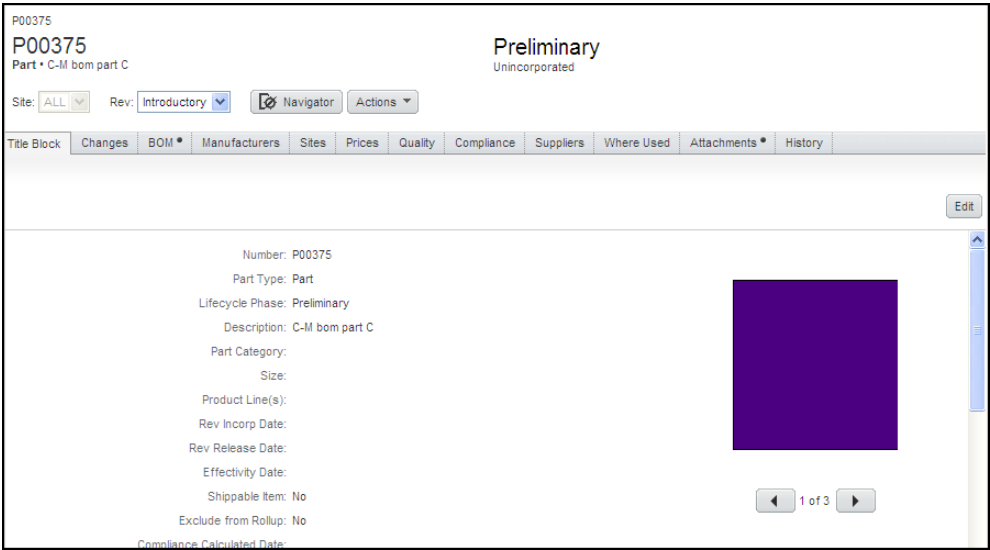 P00375
P00375
Part • C-M bom part C
Preliminary
Unincorporated
Site: ALL Rev: Introductory Navigator Actions
Title Block Changes BOM • Manufacturers Sites Prices Quality Compliance Suppliers Where Used Attachments • History
Edit
Number: P00375
Part Type: Part
Lifecycle Phase: Preliminary
Description: C-M bom part C
Part Category:
Size:
Product Line(s):
Rev Incorp Date:
Rev Release Date:
Effectivity Date:
Shippable Item: No
Exclude from Rollup: No
Compliance Calculated Date:
1 of 3